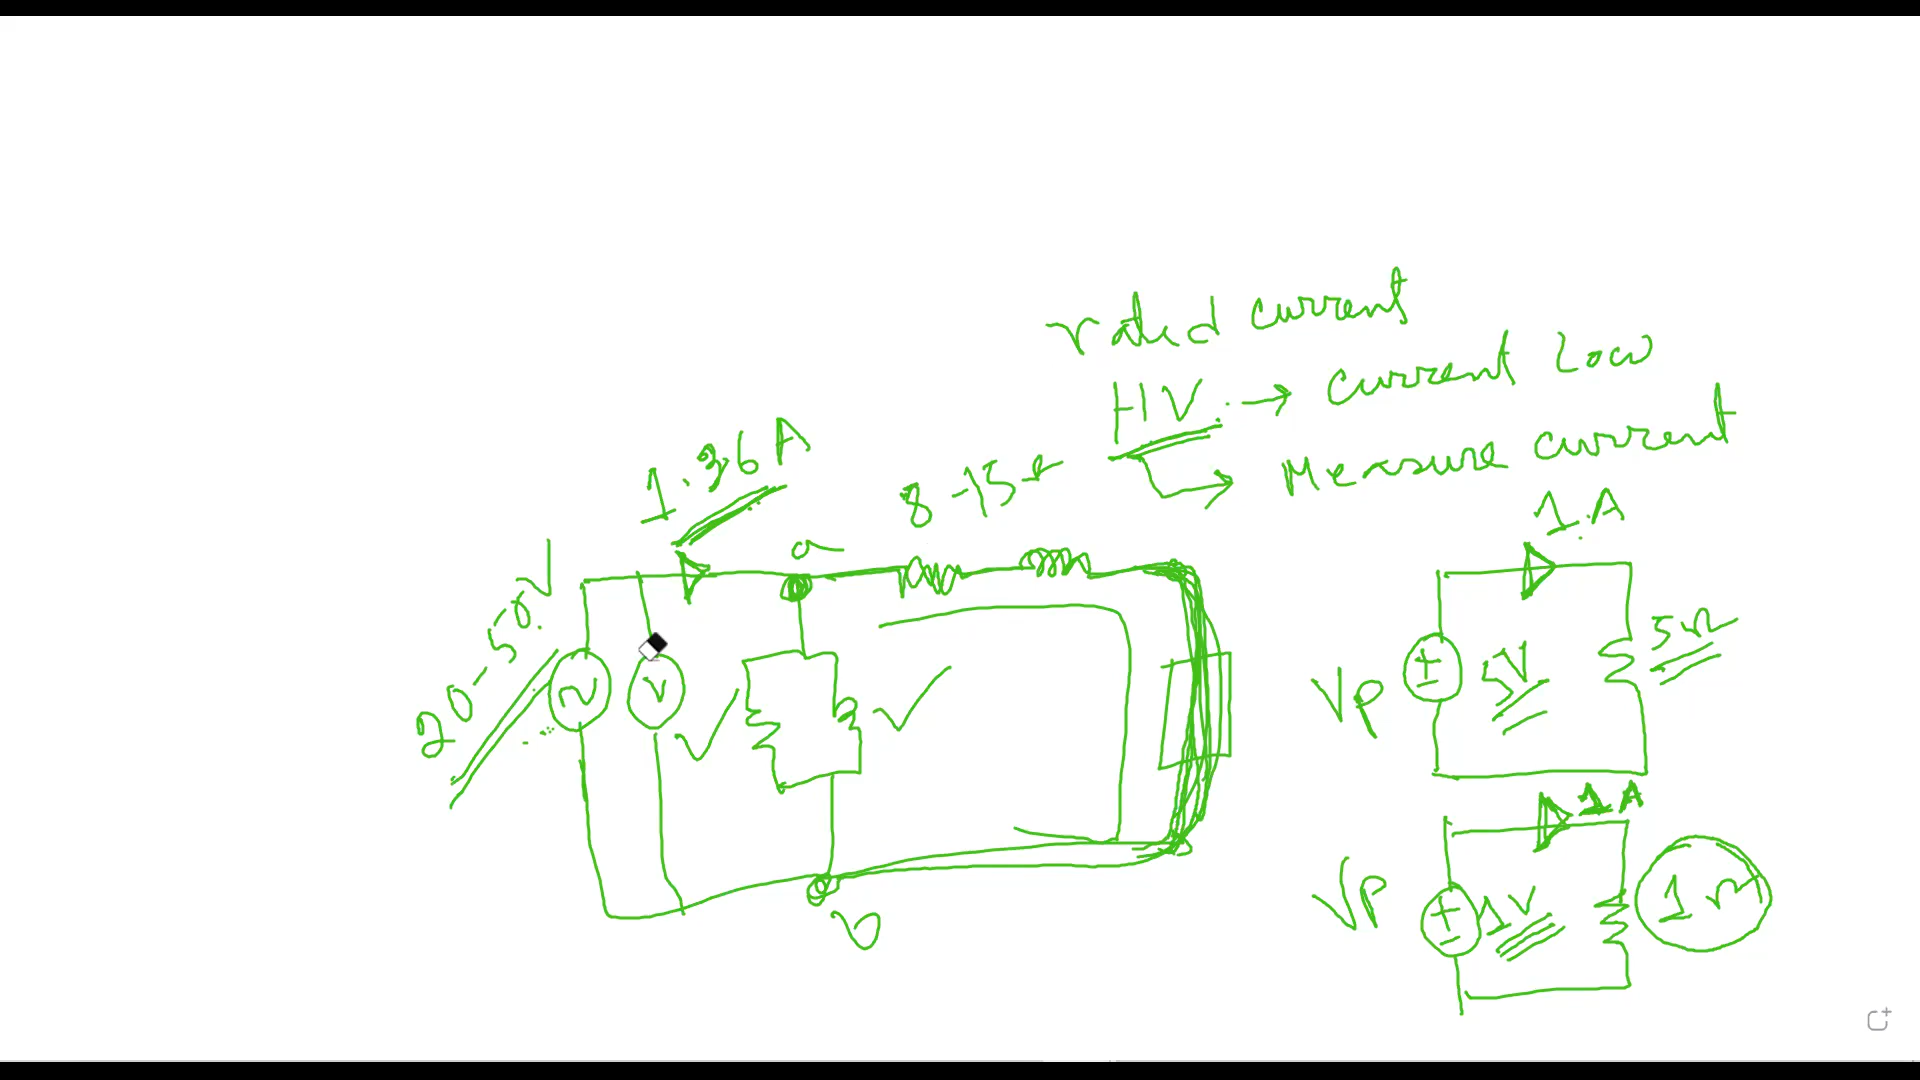 rated current
HV → current Low
→ Measure current
1.36 A
8-15
1.A
a
20-50V
V
5V
5Ω
VP
1A
VP
1V
1Ω
b